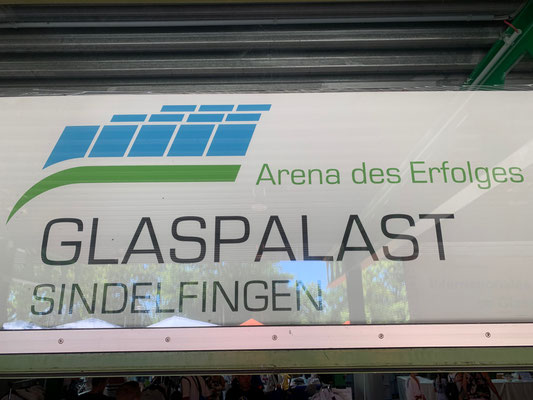 Arena des Erfolges
GLASPALAST
SINDELFINGEN